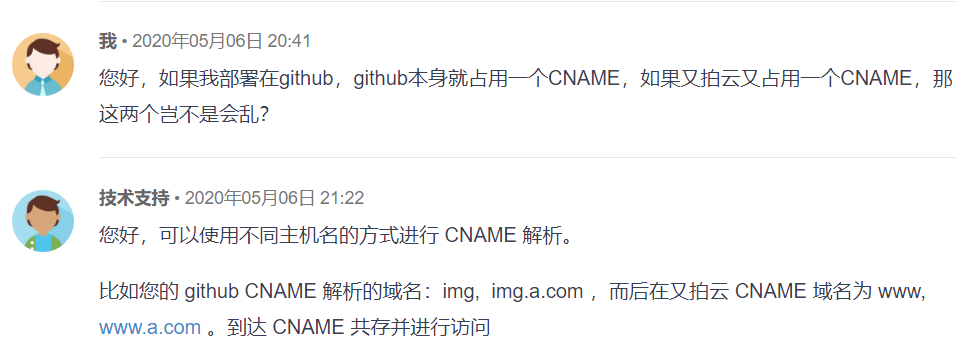 我 • 2020年05月06日 20:41
您好，如果我部署在github，github本身就占用一个CNAME，如果又拍云又占用一个CNAME，那
这两个岂不是会乱？
技术支持 • 2020年05月06日 21:22
您好，可以使用不同主机名的方式进行 CNAME 解析。
比如您的 github CNAME 解析的域名：img,  img.a.com ，而后在又拍云 CNAME 域名为 www,
www.a.com 。到达 CNAME 共存并进行访问